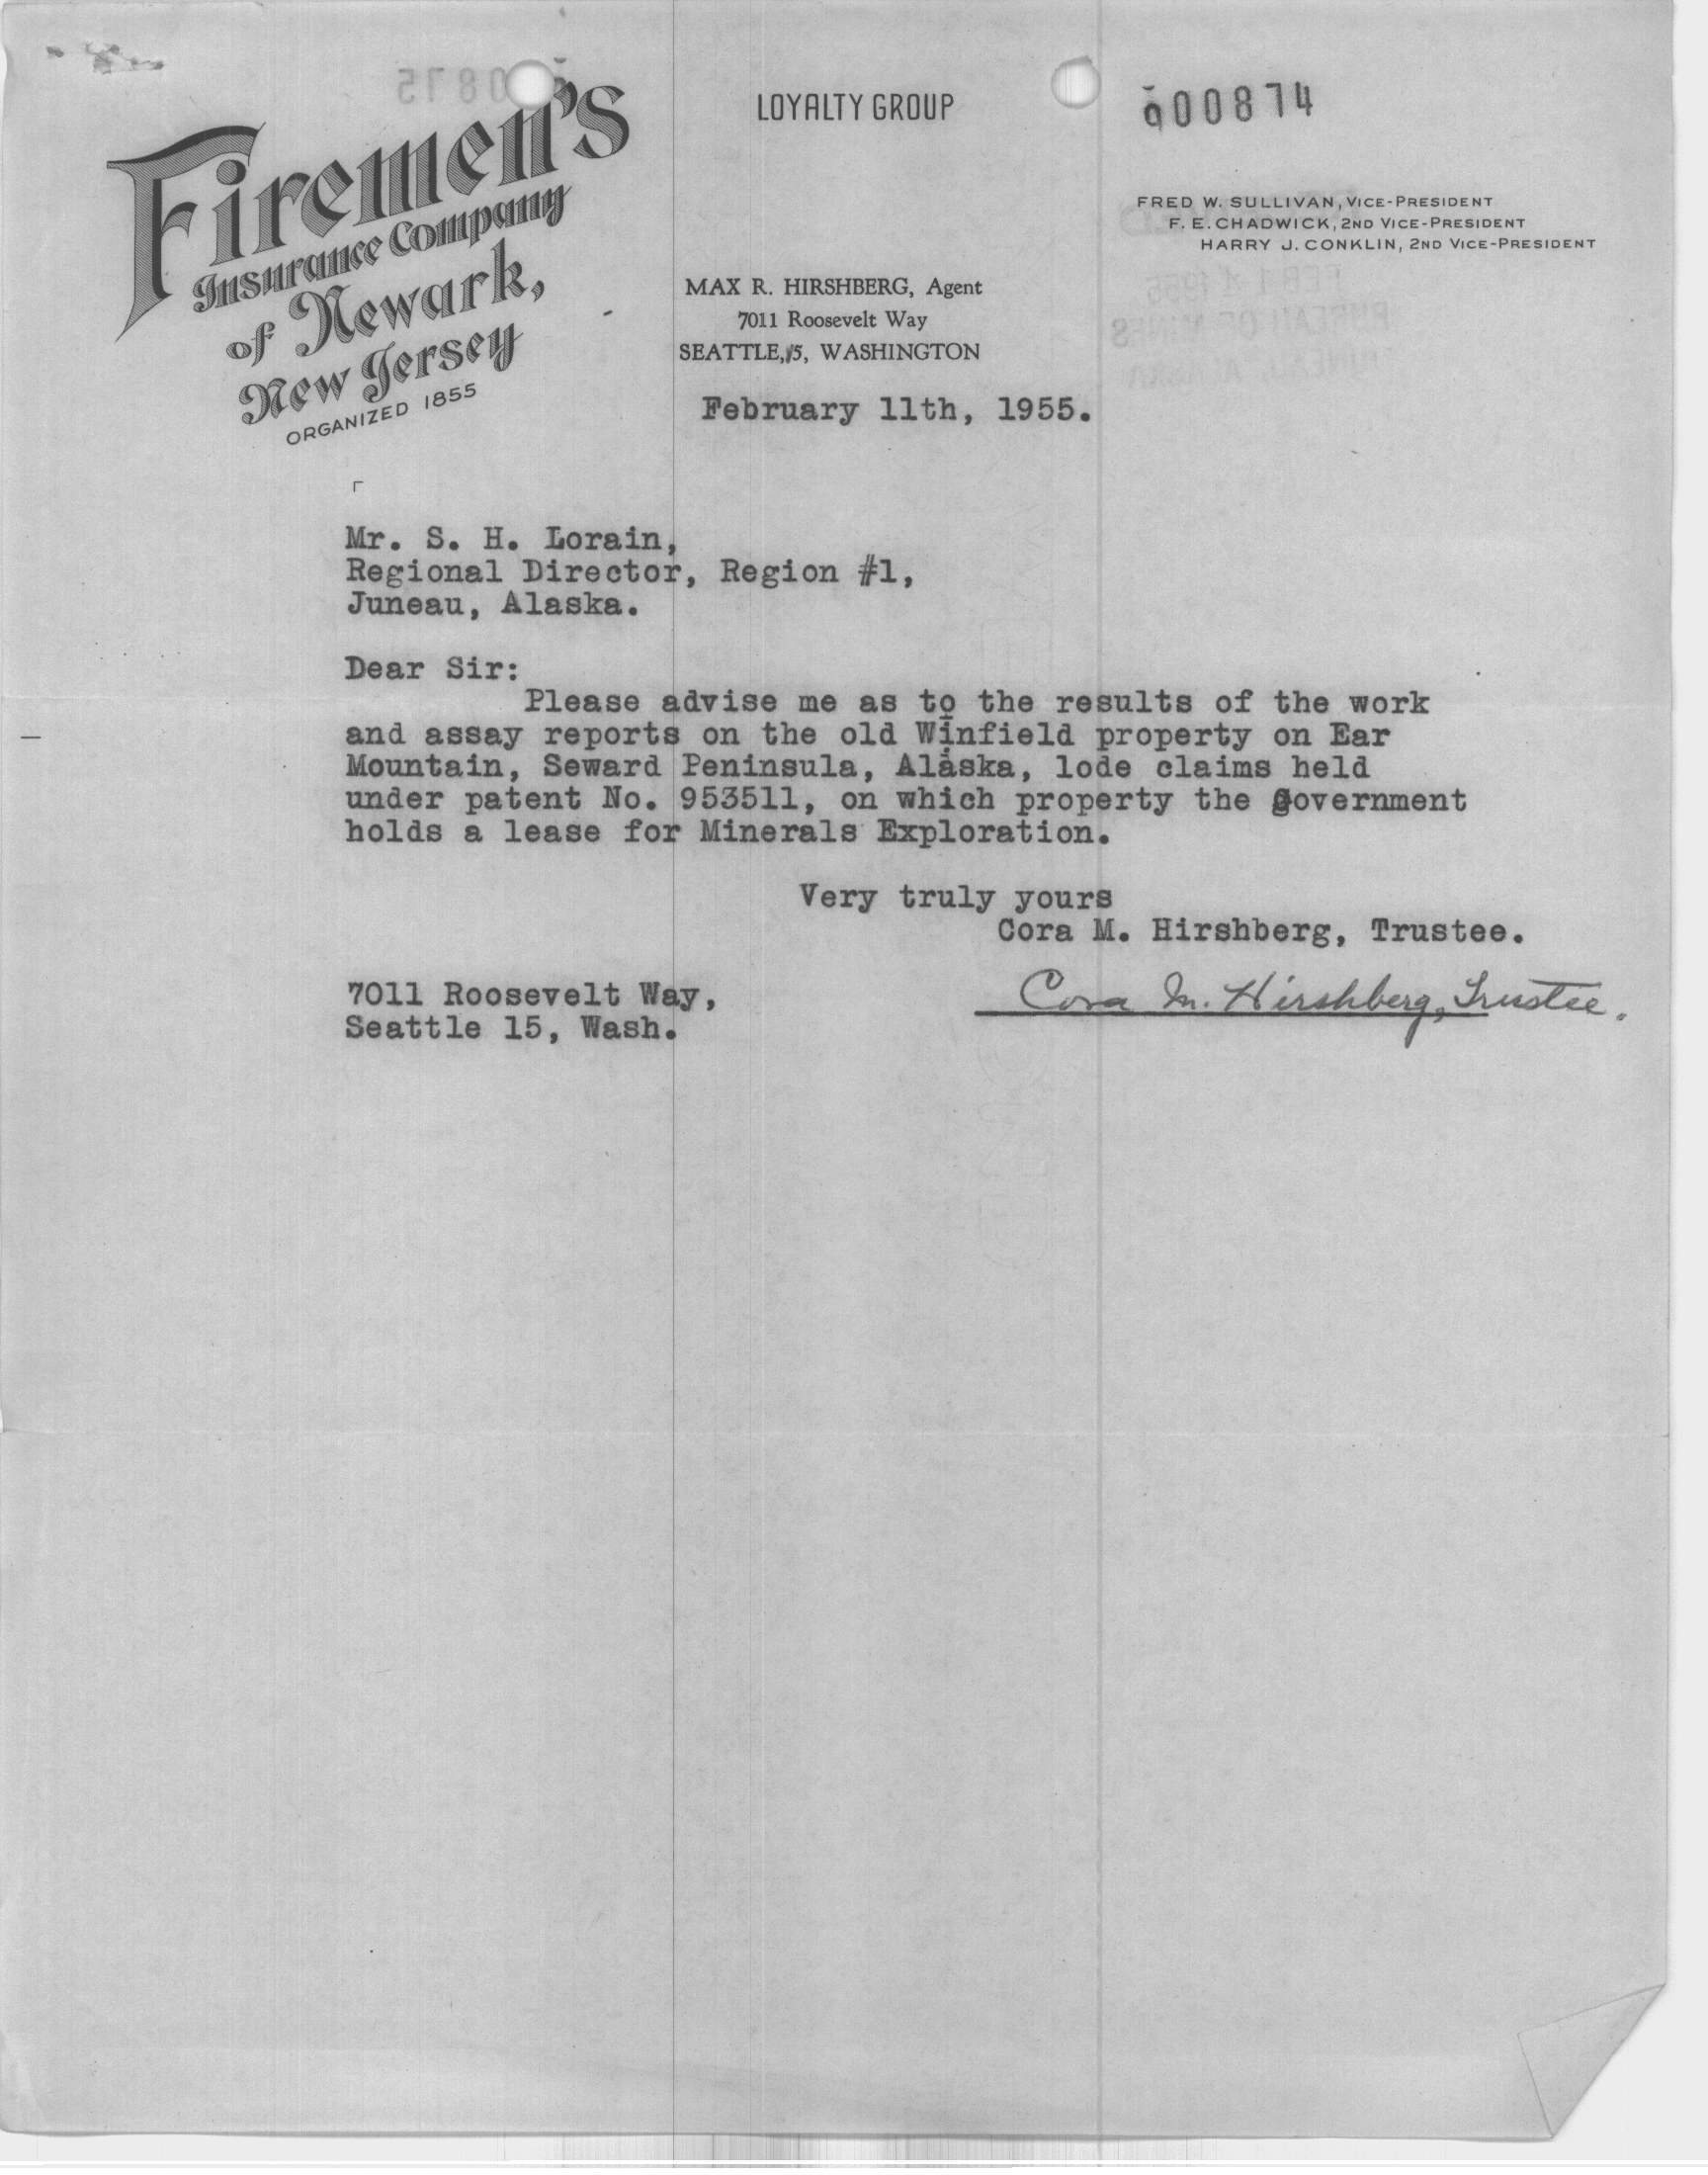 Firemen's
Insurance Company
of Newark,
New Jersey
ORGANIZED 1855
LOYALTY GROUP
000874
FRED W. SULLIVAN, VICE-PRESIDENT
F. E. CHADWICK, 2ND VICE-PRESIDENT
HARRY J. CONKLIN, 2ND VICE-PRESIDENT
MAX R. HIRSHBERG, Agent
7011 Roosevelt Way
SEATTLE, 15, WASHINGTON
February 11th, 1955.
Mr. S. H. Lorain,
Regional Director, Region #1,
Juneau, Alaska.
Dear Sir:
Please advise me as to the results of the work
and assay reports on the old Winfield property on Ear
Mountain, Seward Peninsula, Alaska, lode claims held
under patent No. 953511, on which property the Government
holds a lease for Minerals Exploration.
Very truly yours
Cora M. Hirshberg, Trustee.
Cora M. Hirshberg, Trustee.
7011 Roosevelt Way,
Seattle 15, Wash.